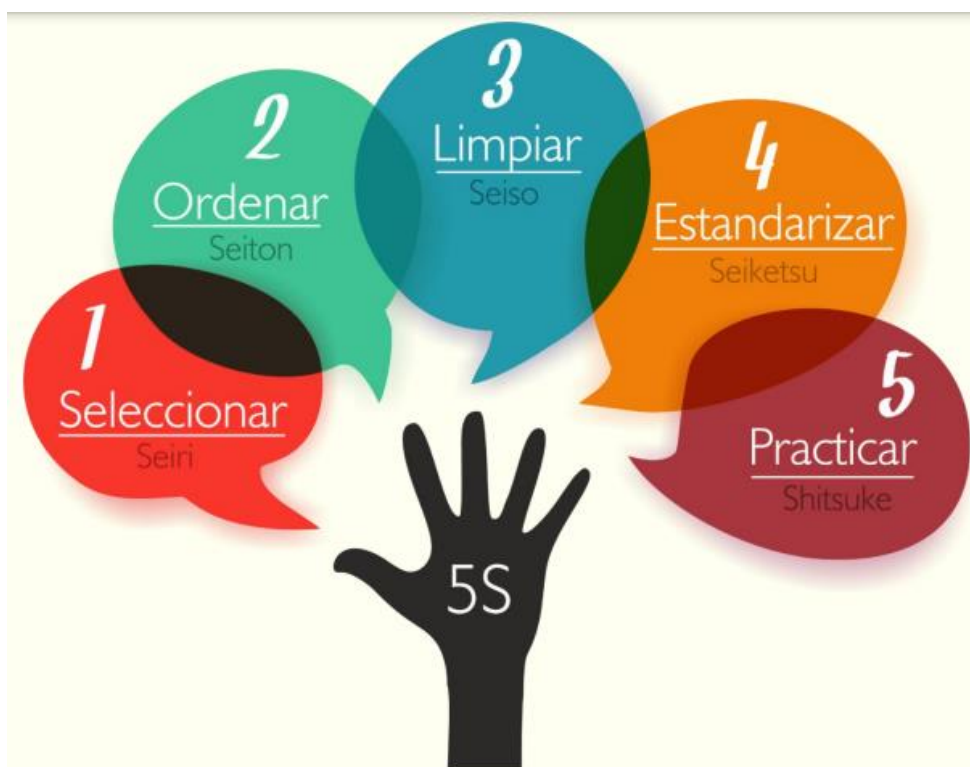 1
Seleccionar
Seiri
2
Ordenar
Seiton
3
Limpiar
Seiso
4
Estandarizar
Seiketsu
5
Practicar
Shitsuke
5S